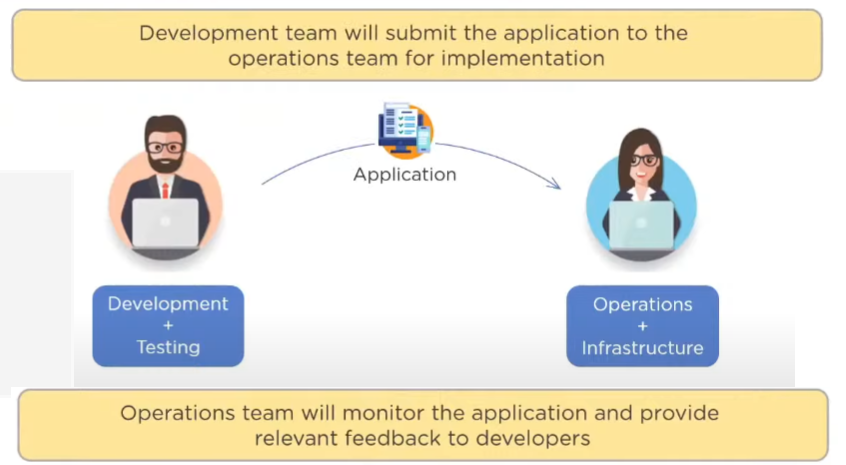 Development team will submit the application to the
operations team for implementation
Application
Development
+
Testing
Operations
+
Infrastructure
Operations team will monitor the application and provide
relevant feedback to developers